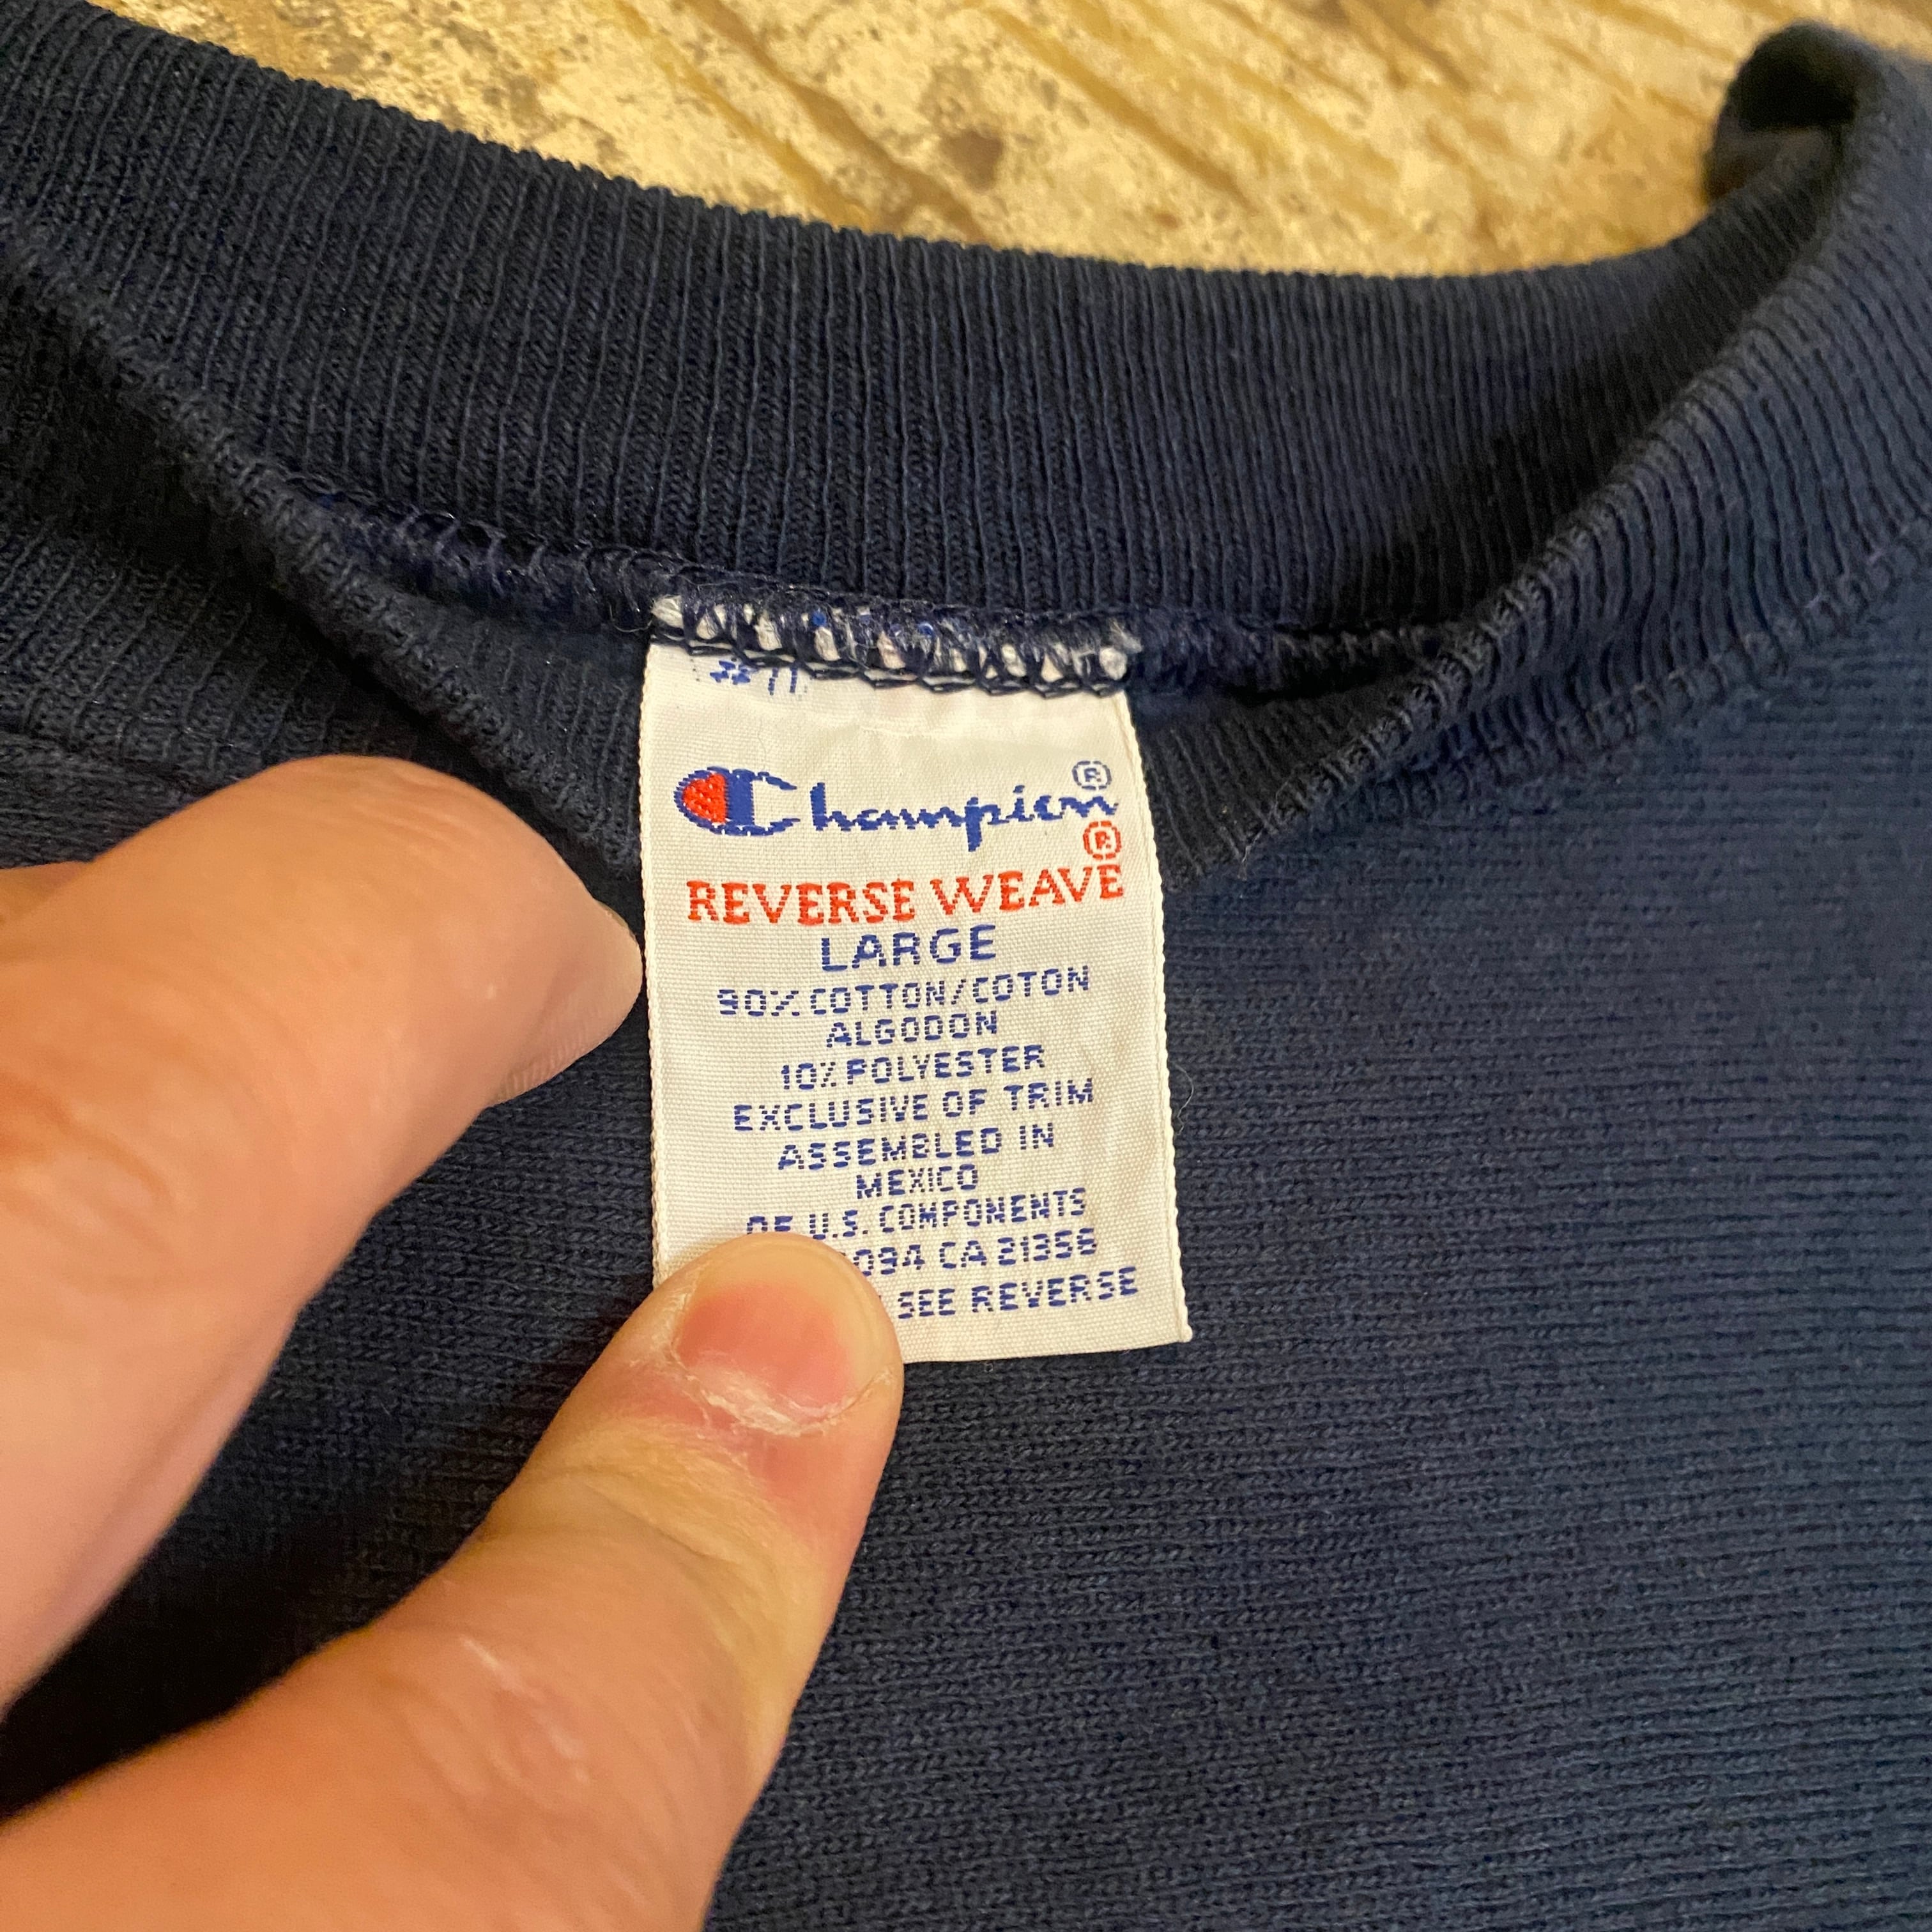 Champion®
REVERSE WEAVE®
LARGE
90% COTTON/COTON
ALGODON
10% POLYESTER
EXCLUSIVE OF TRIM
ASSEMBLED IN
MEXICO
OF U.S. COMPONENTS
094 CA 21356
SEE REVERSE